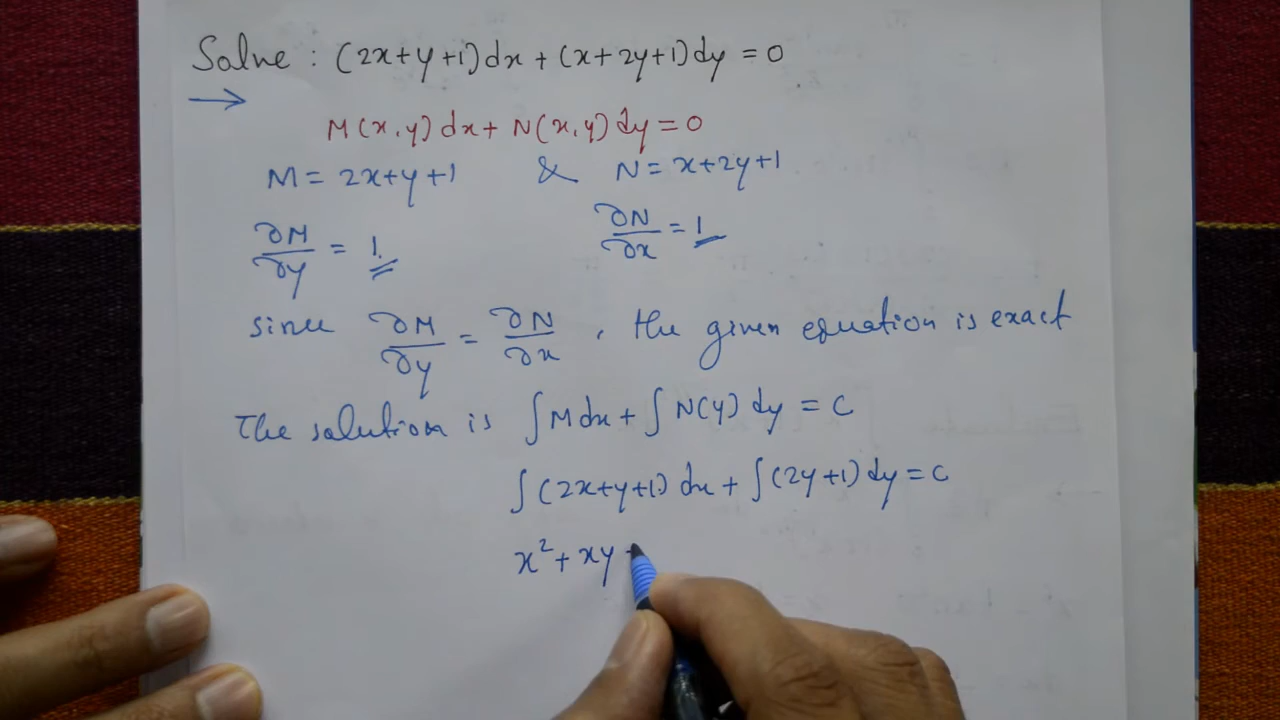 Solve : (2x+y+1)dx + (x+2y+1)dy = 0
→
M(x,y)dx + N(x,y)dy = 0
M = 2x+y+1 & N = x+2y+1
∂M/∂y = 1. ∂N/∂x = 1
since ∂M/∂y = ∂N/∂x , the given equation is exact
The solution is ∫Mdx + ∫N(y) dy = c
∫(2x+y+1) dx + ∫(2y+1) dy = c
x² + xy